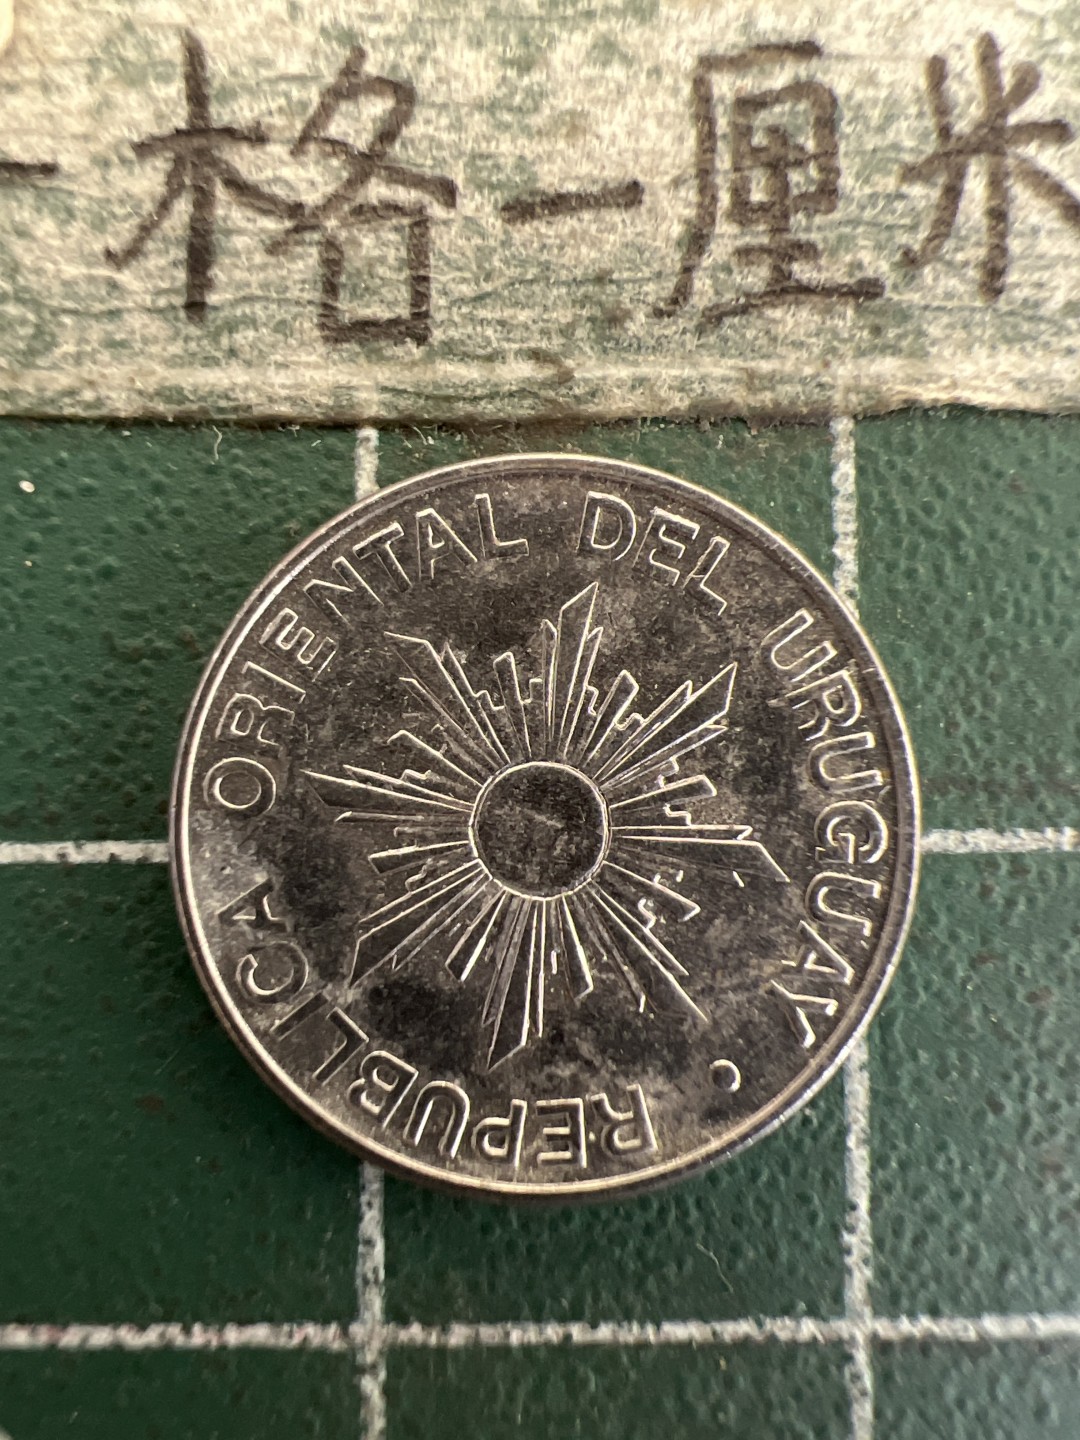 一格一厘米
REPUBLICA ORIENTAL DEL URUGUAY